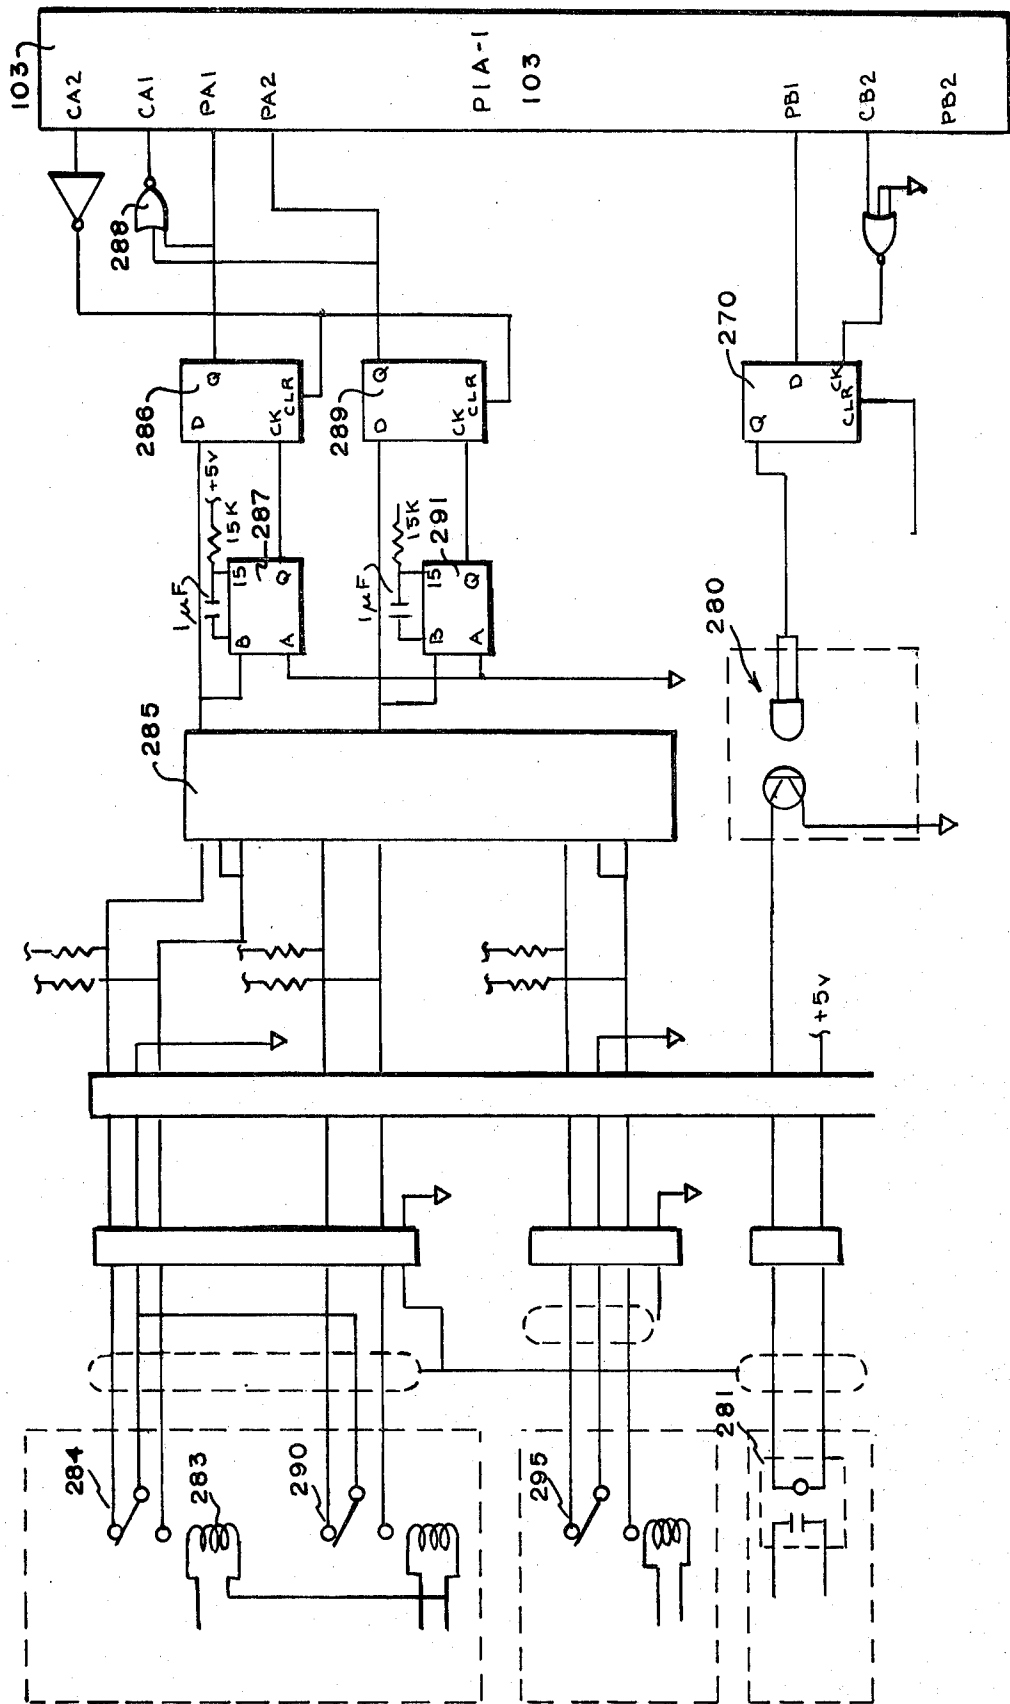 103
CA2
CA1
PA1
PA2
PIA-1
103
PB1
CB2
PB2
288
286
D
Q
CK
CLR
289
D
Q
CK
CLR
270
Q
D
CK
CLR
+5V
15K
1µF
287
15
B
Q
A
15K
1µF
291
15
B
Q
A
280
285
+5V
284
283
290
295
281